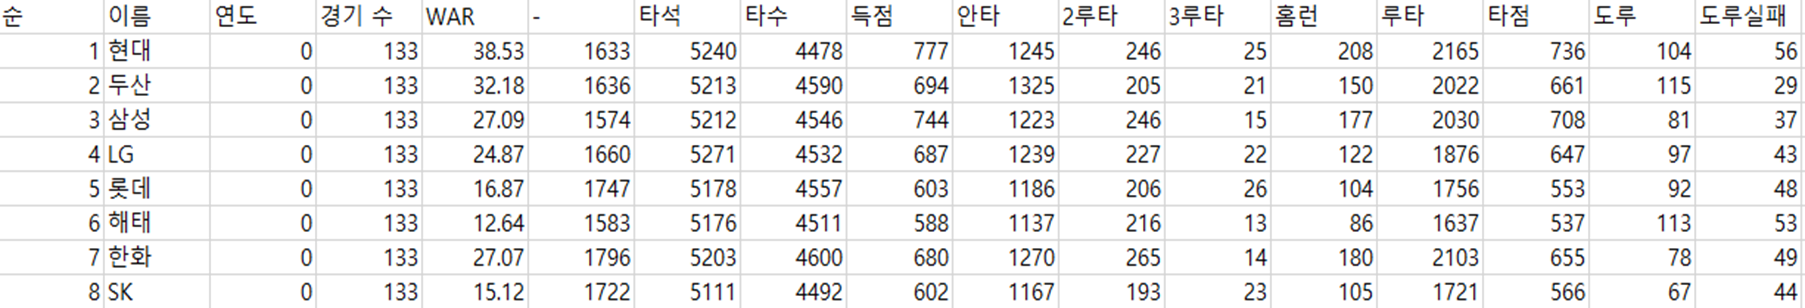 순 이름 연도 경기 수 WAR - 타석 타수 득점 안타 2루타 3루타 홈런 루타 타점 도루 도루실패
1 현대 0 133 38.53 1633 5240 4478 777 1245 246 25 208 2165 736 104 56
2 두산 0 133 32.18 1636 5213 4590 694 1325 205 21 150 2022 661 115 29
3 삼성 0 133 27.09 1574 5212 4546 744 1223 246 15 177 2030 708 81 37
4 LG 0 133 24.87 1660 5271 4532 687 1239 227 22 122 1876 647 97 43
5 롯데 0 133 16.87 1747 5178 4557 603 1186 206 26 104 1756 553 92 48
6 해태 0 133 12.64 1583 5176 4511 588 1137 216 13 86 1637 537 113 53
7 한화 0 133 27.07 1796 5203 4600 680 1270 265 14 180 2103 655 78 49
8 SK 0 133 15.12 1722 5111 4492 602 1167 193 23 105 1721 566 67 44